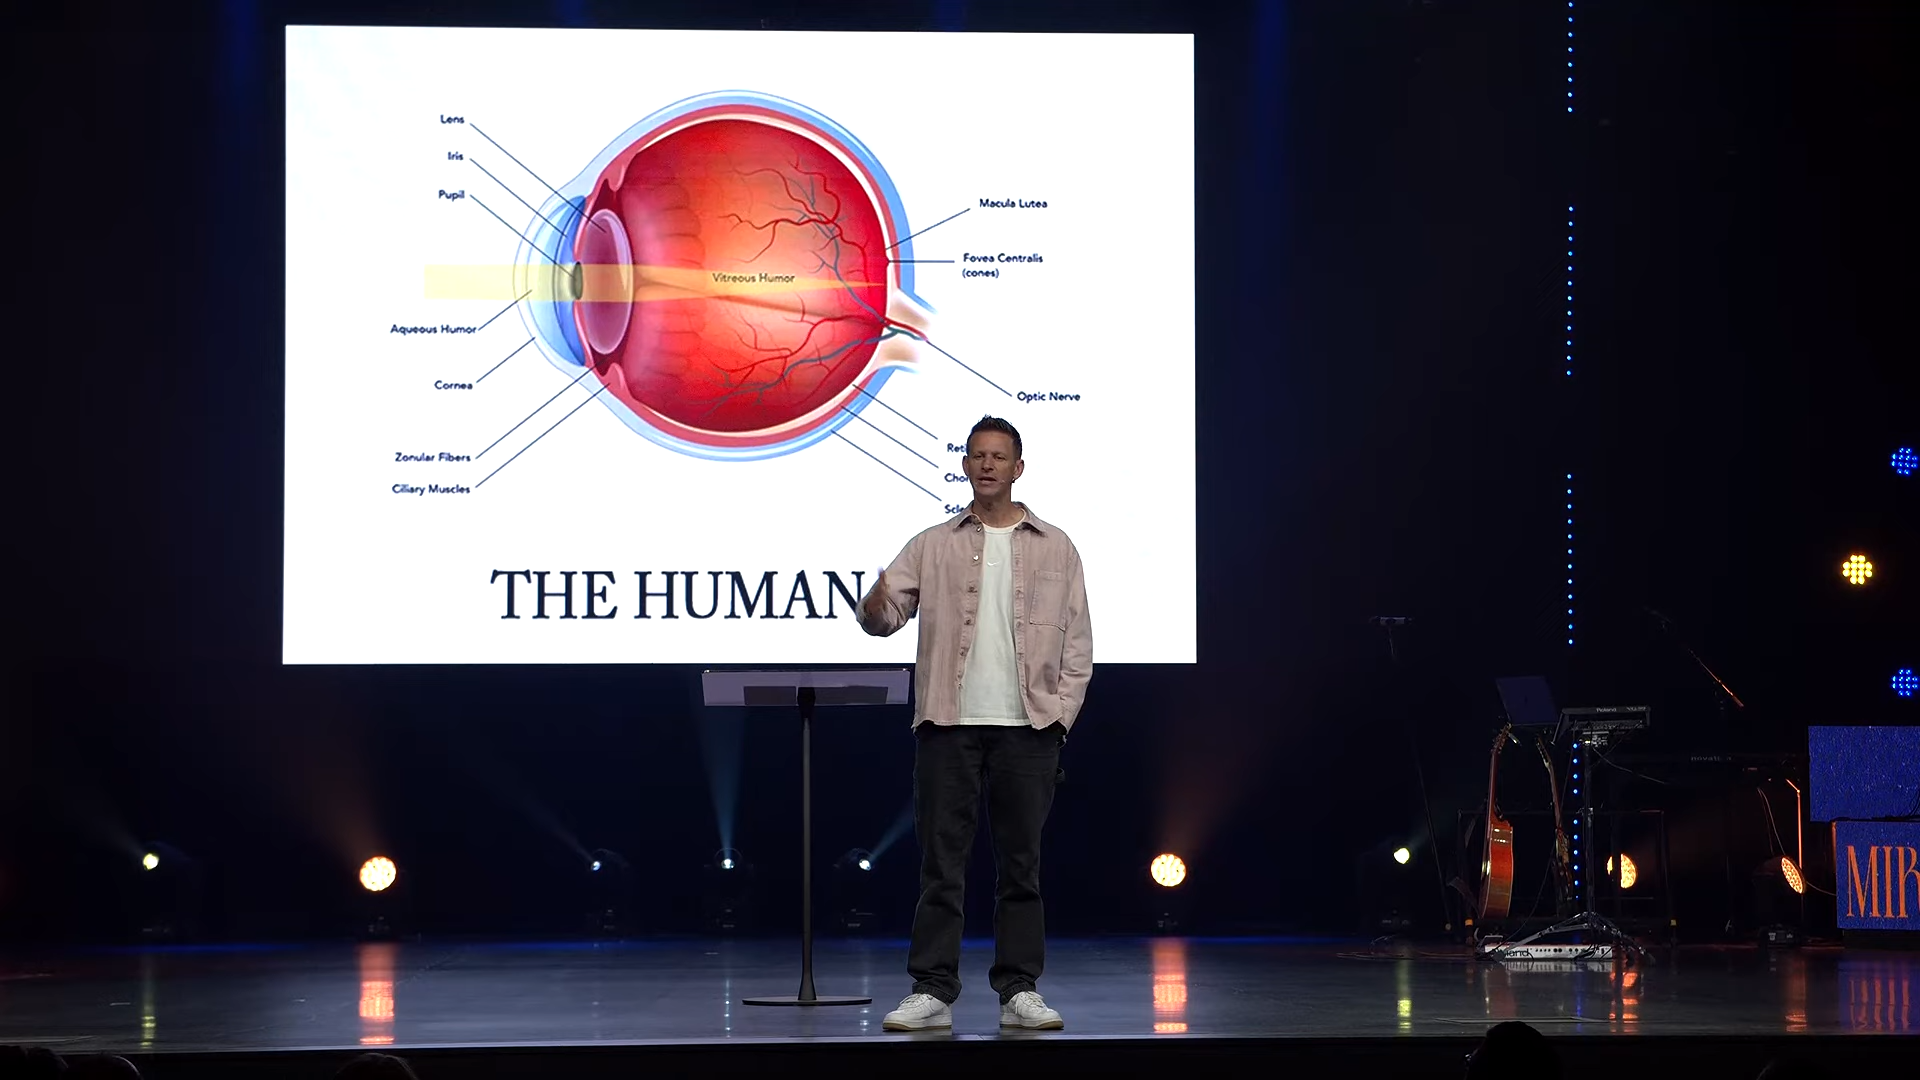 Lens
Iris
Pupil
Macula Lutea
Fovea Centralis
(cones)
Vitreous Humor
Aqueous Humor
Cornea
Optic Nerve
Zonular Fibers
Ciliary Muscles
THE HUMAN
Roland